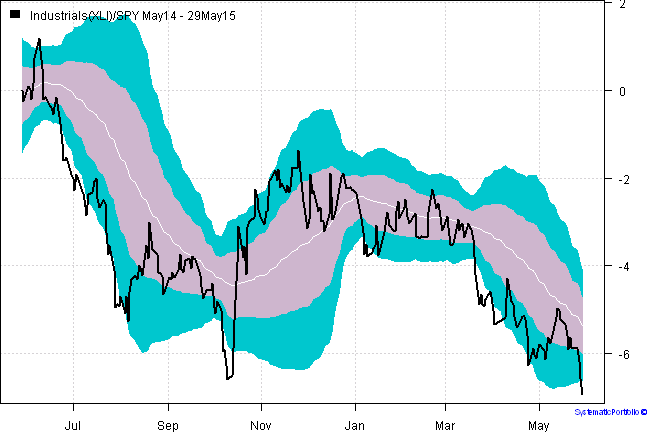 Industrials(XLI)/SPY May14 - 29May15
2
0
-2
-4
-6
Jul Sep Nov Jan Mar May
SystematicPortfolio ©